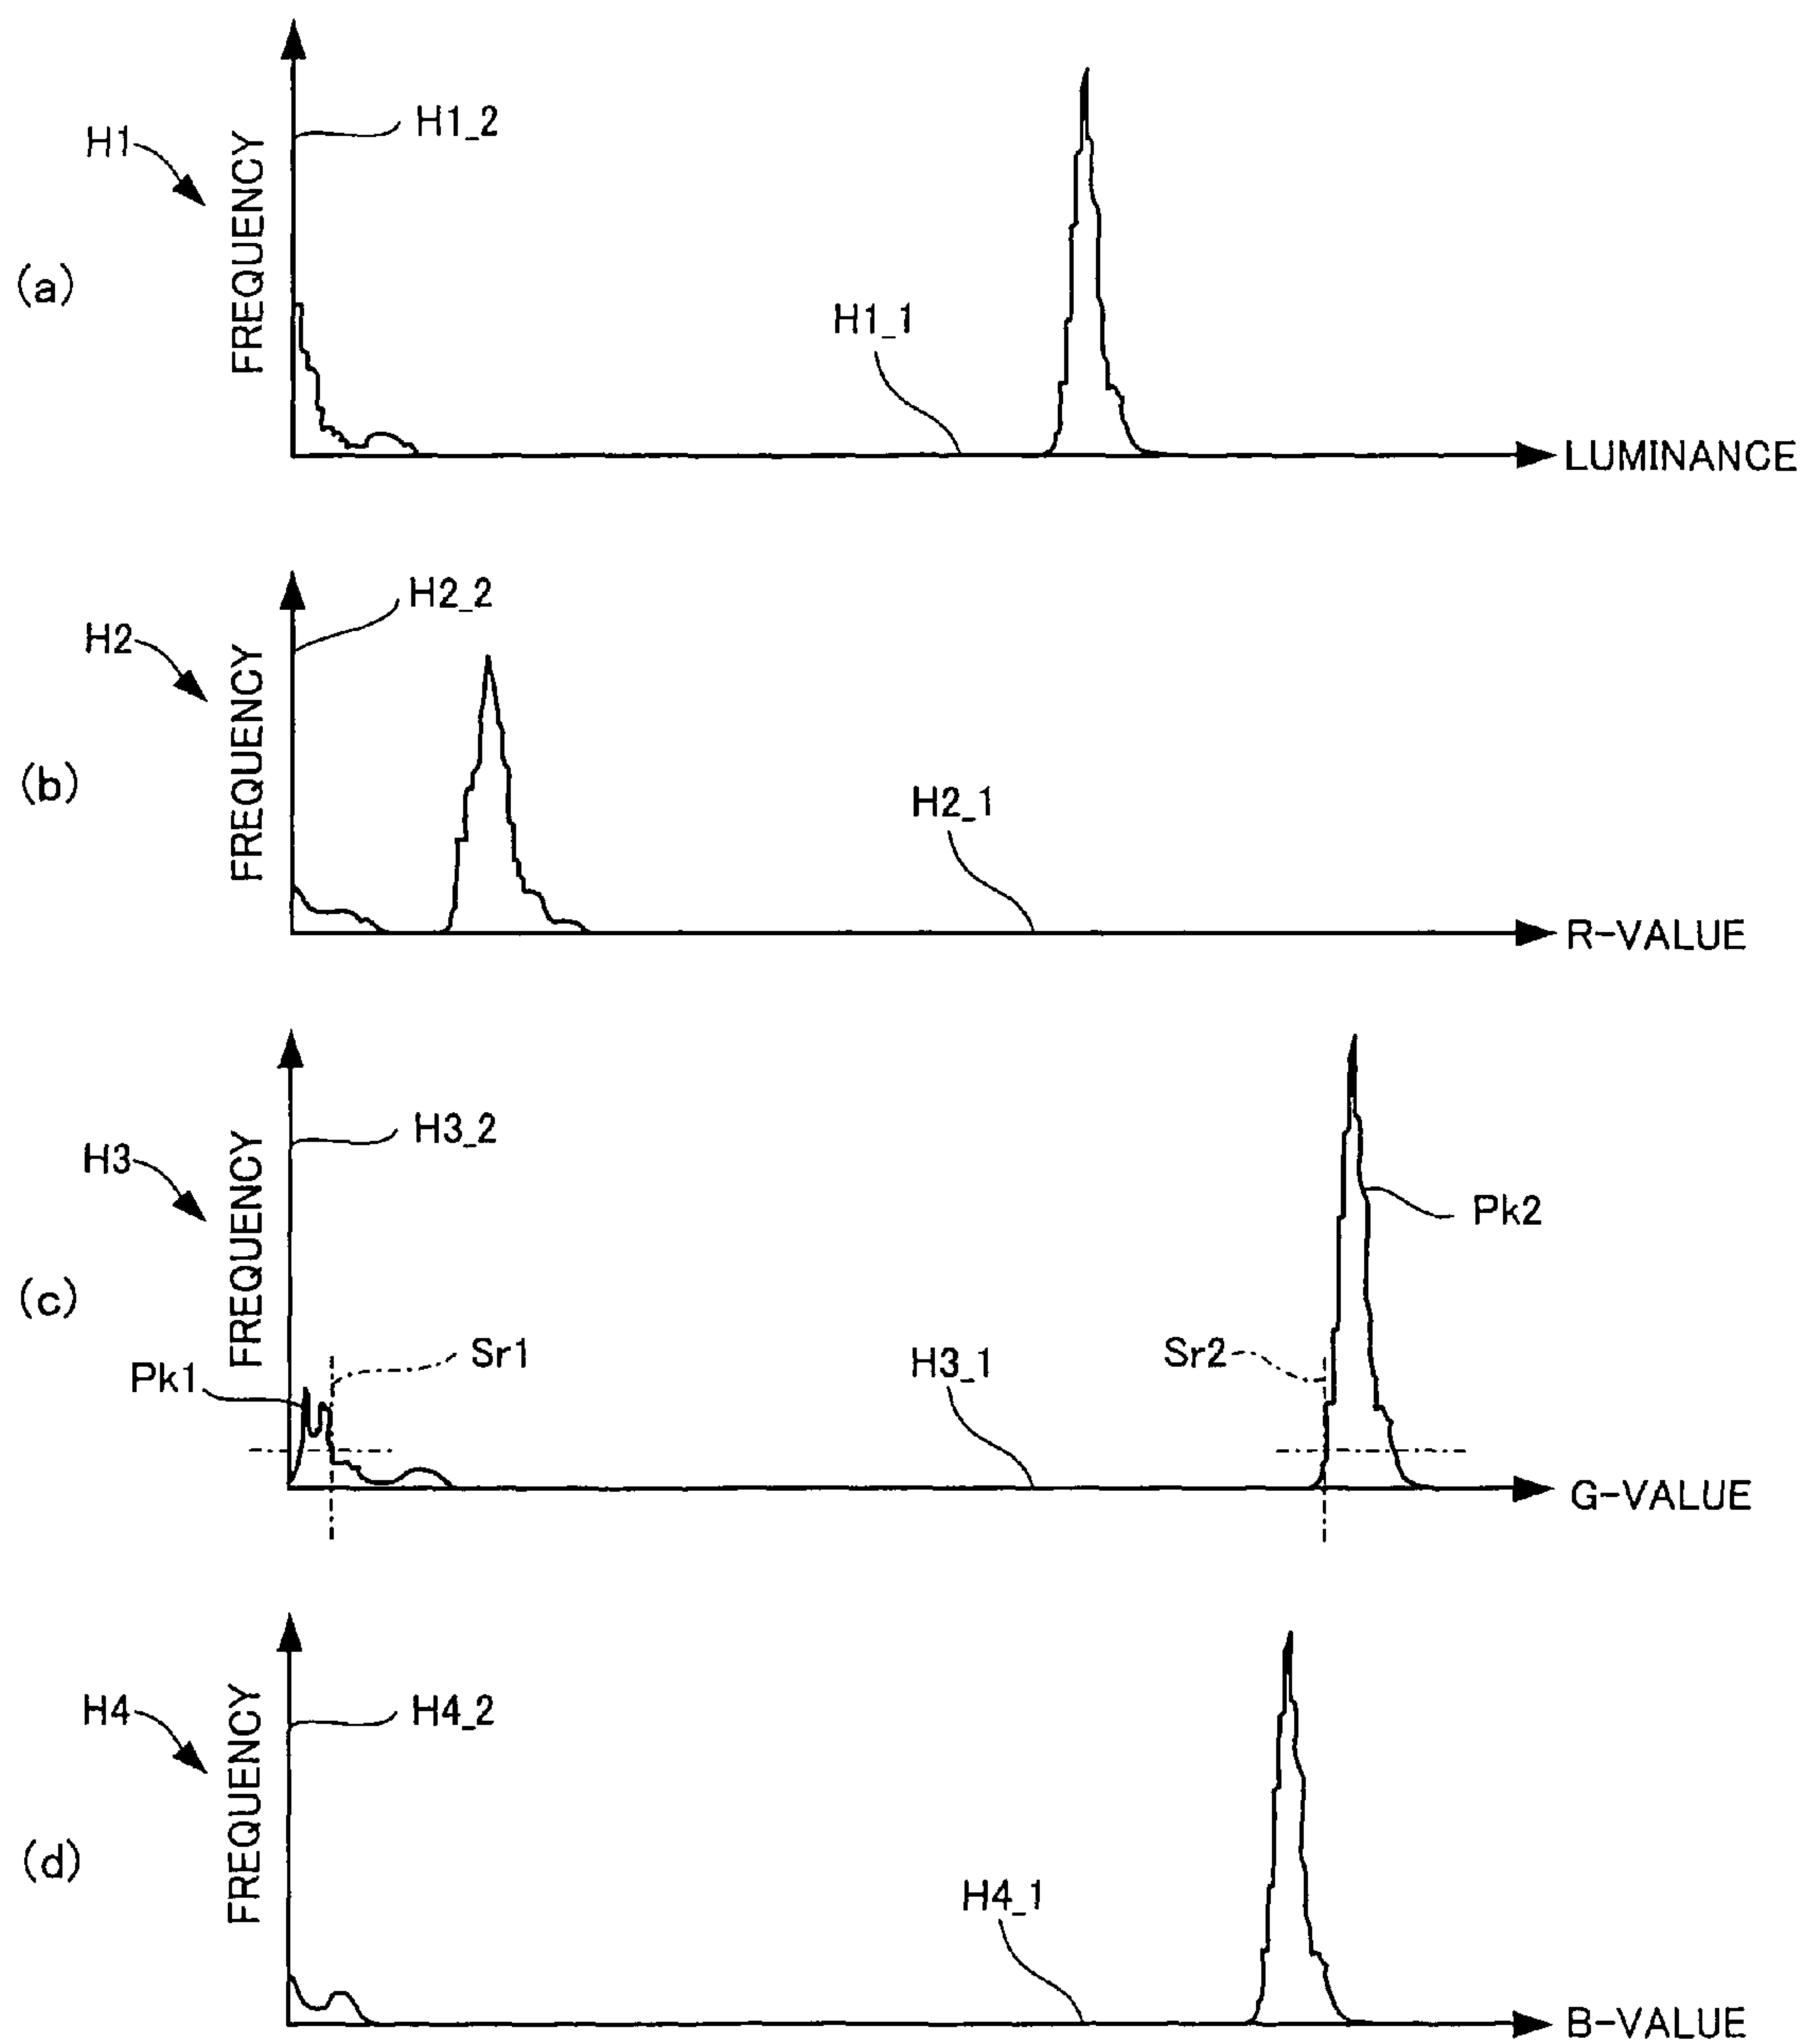 (a)
H1
FREQUENCY
H1_2
H1_1
LUMINANCE
(b)
H2
FREQUENCY
H2_2
H2_1
R-VALUE
(c)
H3
FREQUENCY
H3_2
Pk1
Sr1
H3_1
Sr2
Pk2
G-VALUE
(d)
H4
FREQUENCY
H4_2
H4_1
B-VALUE